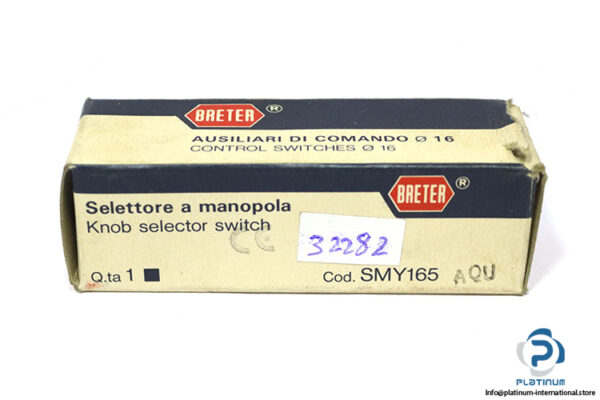 BRETER ®
AUSILIARI DI COMANDO Ø 16
CONTROL SWITCHES Ø 16
BRETER ®
Selettore a manopola
Knob selector switch
CE
32282
Q.ta 1
Cod. SMY165
AQU
PLATINUM
Info@platinum-international.store